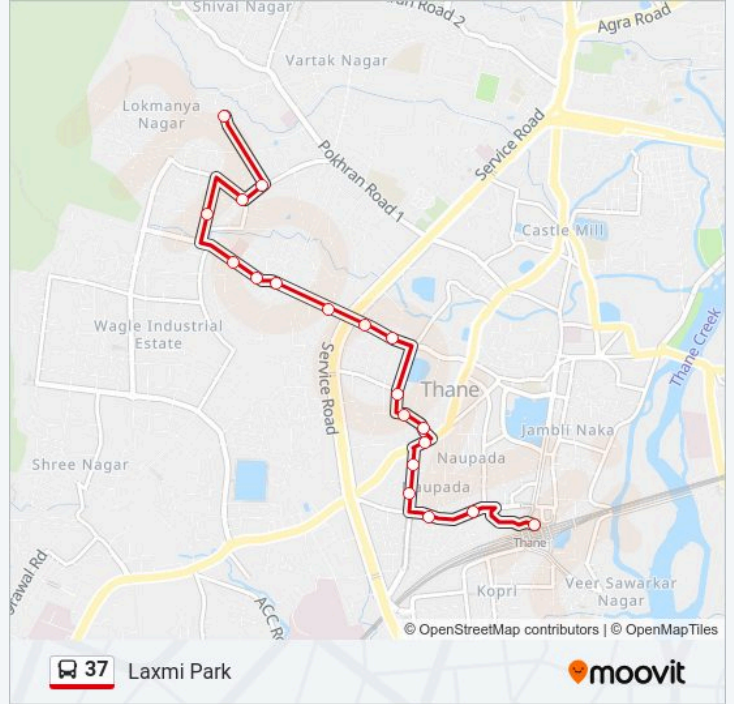 Shivai Nagar
Road 2
Agra Road
Vartak Nagar
Lokmanya
Nagar
Pokhran Road 1
Service Road
Castle Mill
Wagle Industrial
Estate
Service Road
Thane Creek
Thane
Jambli Naka
Shree Nagar
Naupada
Naupada
Thane
Kopri
Veer Sawarkar
Nagar
ACC
© OpenStreetMap contributors | © OpenMapTiles
37 Laxmi Park
moovit